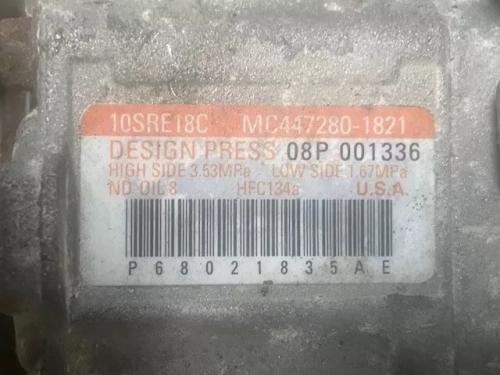 10SRE18C MC447280-1821
DESIGN PRESS 08P 001336
HIGH SIDE 3.53MPa LOW SIDE 1.67MPa
ND OIL 8 HFC134a U.S.A.
P68021835AE